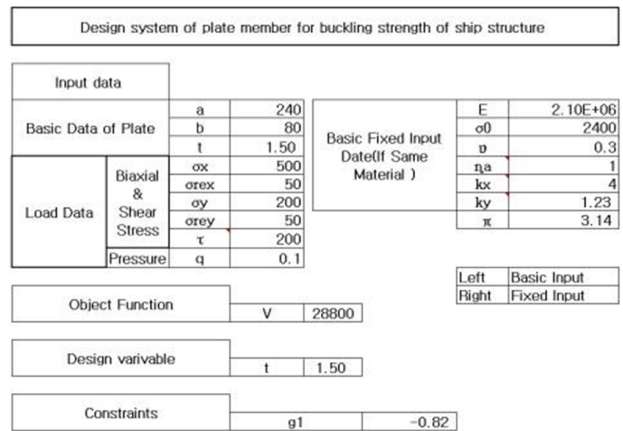 Design system of plate member for buckling strength of ship structure
Input data
Basic Data of Plate
a 240
b 80
t 1.50
Load Data
Biaxial
&
Shear
Stress
σx 500
σrex 50
σy 200
σrey 50
τ 200
Pressure q 0.1
Basic Fixed Input
Date(If Same
Material )
E 2.10E+06
σ0 2400
υ 0.3
ηa 1
kx 4
ky 1.23
π 3.14
Left Basic Input
Right Fixed Input
Object Function
V 28800
Design varivable
t 1.50
Constraints
g1 -0.82